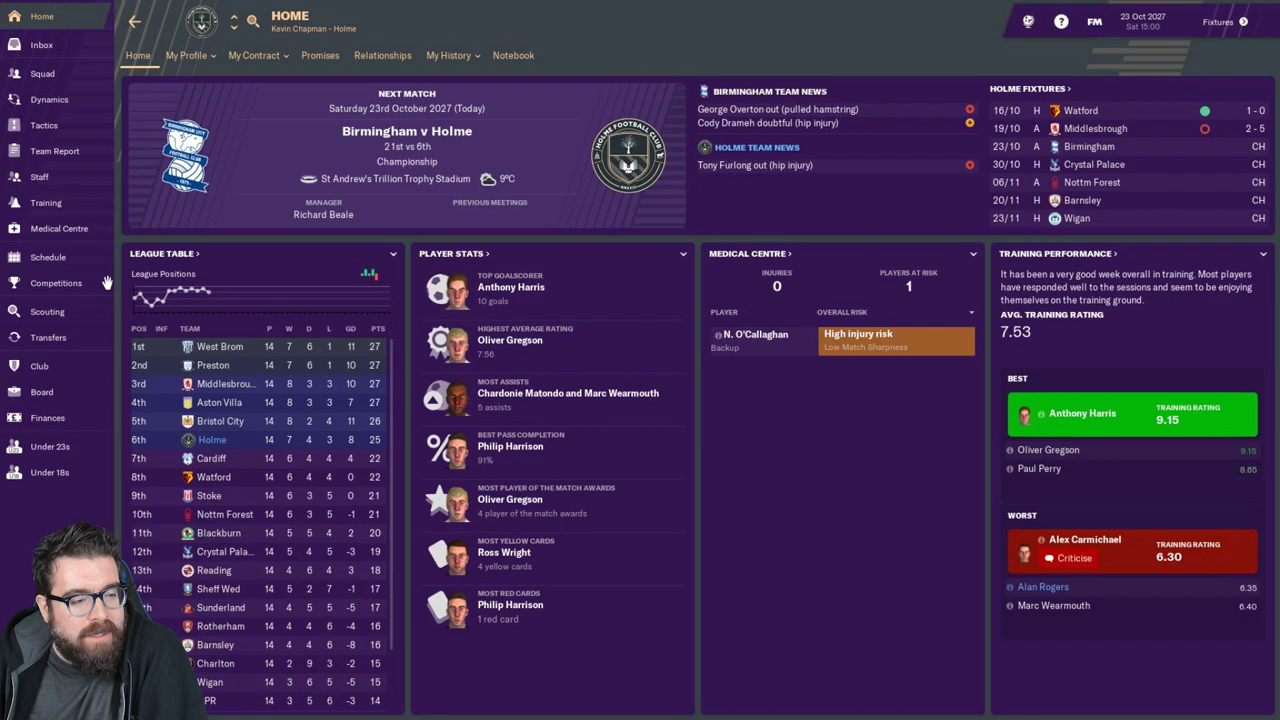 Home
Inbox
Squad
Dynamics
Tactics
Team Report
Staff
Training
Medical Centre
Schedule
Competitions
Scouting
Transfers
Club
Board
Finances
Under 23s
Under 18s
HOME
Kevin Chapman - Holme
FM
23 Oct 2027
Sat 15:00
Fixtures
Home
My Profile
My Contract
Promises
Relationships
My History
Notebook
NEXT MATCH
Saturday 23rd October 2027 (Today)
Birmingham v Holme
21st vs 6th
Championship
St Andrew's Trillion Trophy Stadium
9°C
MANAGER
Richard Beale
PREVIOUS MEETINGS
HOLME FOOTBALL CLUB
BIRMINGHAM TEAM NEWS
George Overton out (pulled hamstring)
Cody Drameh doubtful (hip injury)
HOLME TEAM NEWS
Tony Furlong out (hip injury)
HOLME FIXTURES >
16/10 H Watford 1 - 0
19/10 A Middlesbrough 2 - 5
23/10 A Birmingham CH
30/10 H Crystal Palace CH
06/11 A Nottm Forest CH
20/11 H Barnsley CH
23/11 H Wigan CH
LEAGUE TABLE >
League Positions
POS INF TEAM P W D L GD PTS
1st West Brom 14 7 6 1 11 27
2nd Preston 14 7 6 1 10 27
3rd Middlesbrou... 14 8 3 3 10 27
4th Aston Villa 14 8 3 3 7 27
5th Bristol City 14 8 2 4 11 26
6th Holme 14 7 4 3 8 25
7th Cardiff 14 6 4 4 4 22
8th Watford 14 6 4 4 0 22
9th Stoke 14 6 3 5 0 21
10th Nottm Forest 14 6 3 5 -1 21
11th Blackburn 14 5 5 4 2 20
12th Crystal Pala... 14 5 4 5 -3 19
13th Reading 14 4 6 4 3 18
14th Sheff Wed 14 5 2 7 -1 17
Sunderland 14 4 5 5 -5 17
Rotherham 14 4 4 6 -4 16
Barnsley 14 4 4 6 -8 16
Charlton 14 2 9 3 -2 15
Wigan 14 3 6 5 -5 15
PR 14 3 5 6 -3 14
PLAYER STATS >
TOP GOALSCORER
Anthony Harris
10 goals
HIGHEST AVERAGE RATING
Oliver Gregson
7.56
MOST ASSISTS
Chardonie Matondo and Marc Wearmouth
5 assists
BEST PASS COMPLETION
Philip Harrison
91%
MOST PLAYER OF THE MATCH AWARDS
Oliver Gregson
4 player of the match awards
MOST YELLOW CARDS
Ross Wright
4 yellow cards
MOST RED CARDS
Philip Harrison
1 red card
MEDICAL CENTRE >
INJURIES
0
PLAYERS AT RISK
1
PLAYER OVERALL RISK
N. O'Callaghan
Backup
High injury risk
Low Match Sharpness
TRAINING PERFORMANCE >
It has been a very good week overall in training. Most
players have responded well to the sessions and seem to be enjoying
themselves on the training ground.
AVG. TRAINING RATING
7.53
BEST
Anthony Harris
TRAINING RATING
9.15
Oliver Gregson 9.15
Paul Perry 8.65
WORST
Alex Carmichael
Criticise
TRAINING RATING
6.30
Alan Rogers 6.35
Marc Wearmouth 6.40